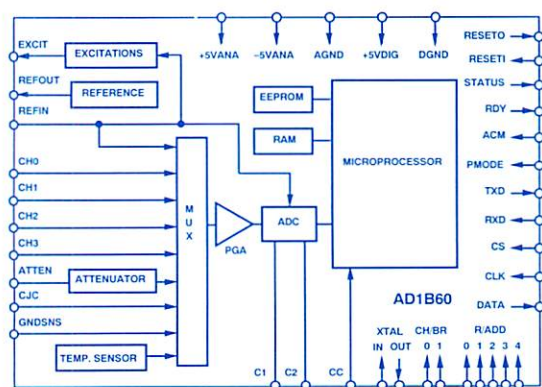 EXCIT
EXCITATIONS
+5VANA
-5VANA
AGND
+5VDIG
DGND
RESETO
REFOUT
REFERENCE
RESETI
REFIN
STATUS
EEPROM
RDY
RAM
ACM
MICROPROCESSOR
PMODE
CH0
TXD
CH1
MUX
RXD
CH2
ADC
CS
CH3
PGA
CLK
ATTEN
ATTENUATOR
DATA
CJC
AD1B60
GNDSNS
XTAL
CH/BR
R/ADD
TEMP. SENSOR
C1
C2
CC
IN
OUT
0 1
0 1 2 3 4